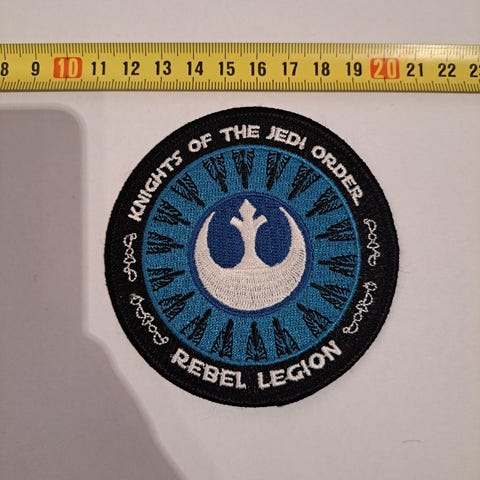 8 9 10 11 12 13 14 15 16 17 18 19 20 21 22
KNIGHTS OF THE JEDI ORDER
REBEL LEGION